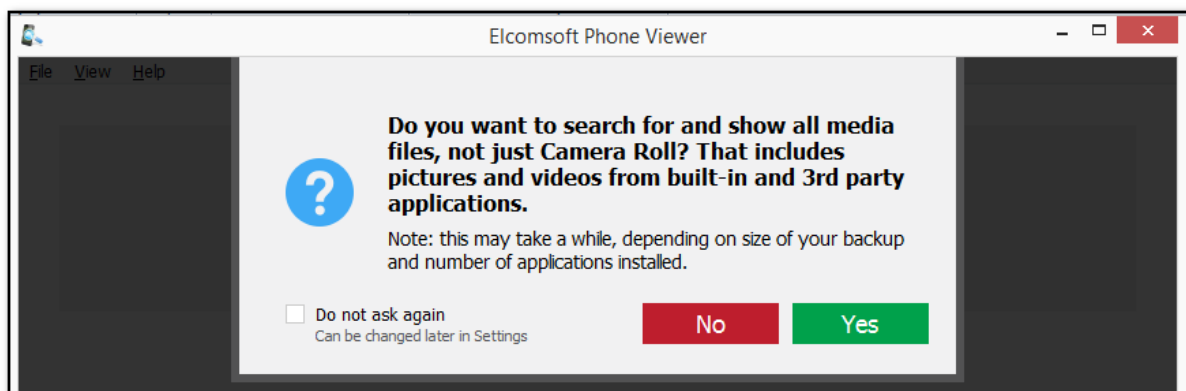 Elcomsoft Phone Viewer
File View Help
Do you want to search for and show all media
files, not just Camera Roll? That includes
pictures and videos from built-in and 3rd party
applications.
Note: this may take a while, depending on size of your backup
and number of applications installed.
Do not ask again
Can be changed later in Settings
No
Yes